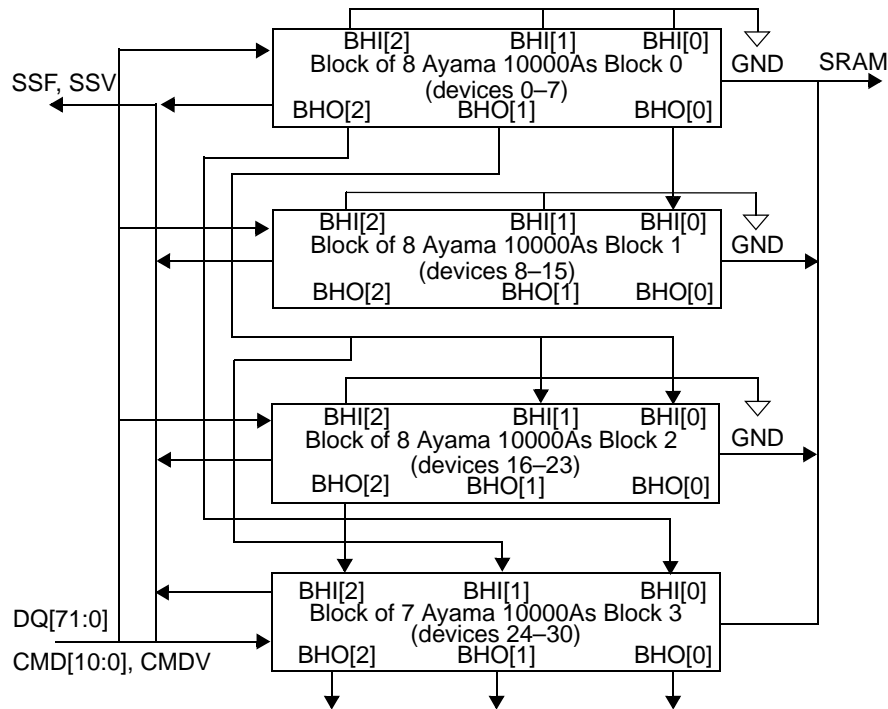 BHI[2] BHI[1] BHI[0]
Block of 8 Ayama 10000As Block 0
(devices 0–7)
BHO[2] BHO[1] BHO[0]
GND
SRAM
SSF, SSV
BHI[2] BHI[1] BHI[0]
Block of 8 Ayama 10000As Block 1
(devices 8–15)
BHO[2] BHO[1] BHO[0]
GND
BHI[2] BHI[1] BHI[0]
Block of 8 Ayama 10000As Block 2
(devices 16–23)
BHO[2] BHO[1] BHO[0]
GND
BHI[2] BHI[1] BHI[0]
Block of 7 Ayama 10000As Block 3
(devices 24–30)
BHO[2] BHO[1] BHO[0]
DQ[71:0]
CMD[10:0], CMDV